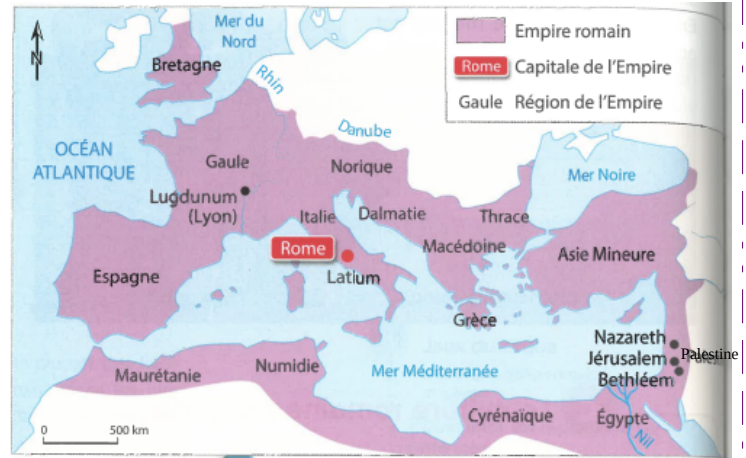 Mer du
Nord
Empire romain
N
Bretagne
Rome
Capitale de l'Empire
Rhin
Gaule
Région de l'Empire
Danube
OCÉAN
ATLANTIQUE
Gaule
Norique
Mer Noire
Lugdunum
(Lyon)
Italie
Dalmatie
Thrace
Rome
Macédoine
Asie Mineure
Espagne
Latium
Grèce
Nazareth
Jérusalem
Palestine
Bethléem
Maurétanie
Numidie
Mer Méditerranée
Cyrénaïque
Égypte
Nil
0
500 km